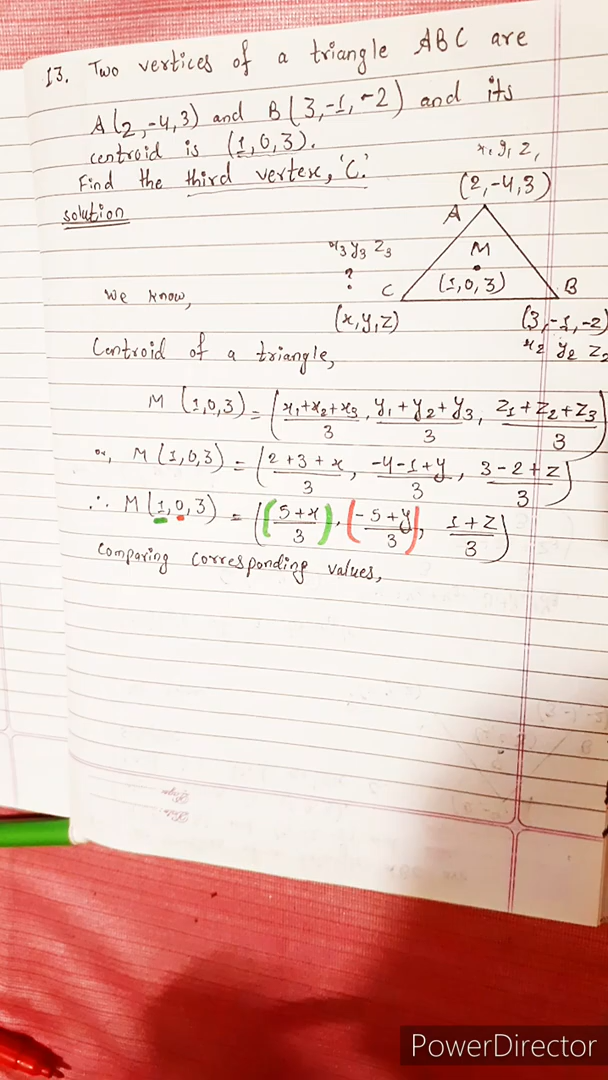 13. Two vertices of a triangle ABC are
A(2,-4,3) and B(3,-1,-2) and its
centroid is (1,0,3).
Find the third vertex, 'C'.
solution
x, y, z,
(2,-4,3)
A
M
(1,0,3)
x3 y3 z3
?
C
(x,y,z)
B
(3,-1,-2)
x2 y2 z2
We know,
Centroid of a triangle,
M (1,0,3) = (x1+x2+x3/3, y1+y2+y3/3, z1+z2+z3/3)
or, M (1,0,3) = (2+3+x/3, -4-1+y/3, 3-2+z/3)
∴ M (1,0,3) = ((5+x/3), (-5+y/3), 1+z/3)
Comparing corresponding values,
PowerDirector